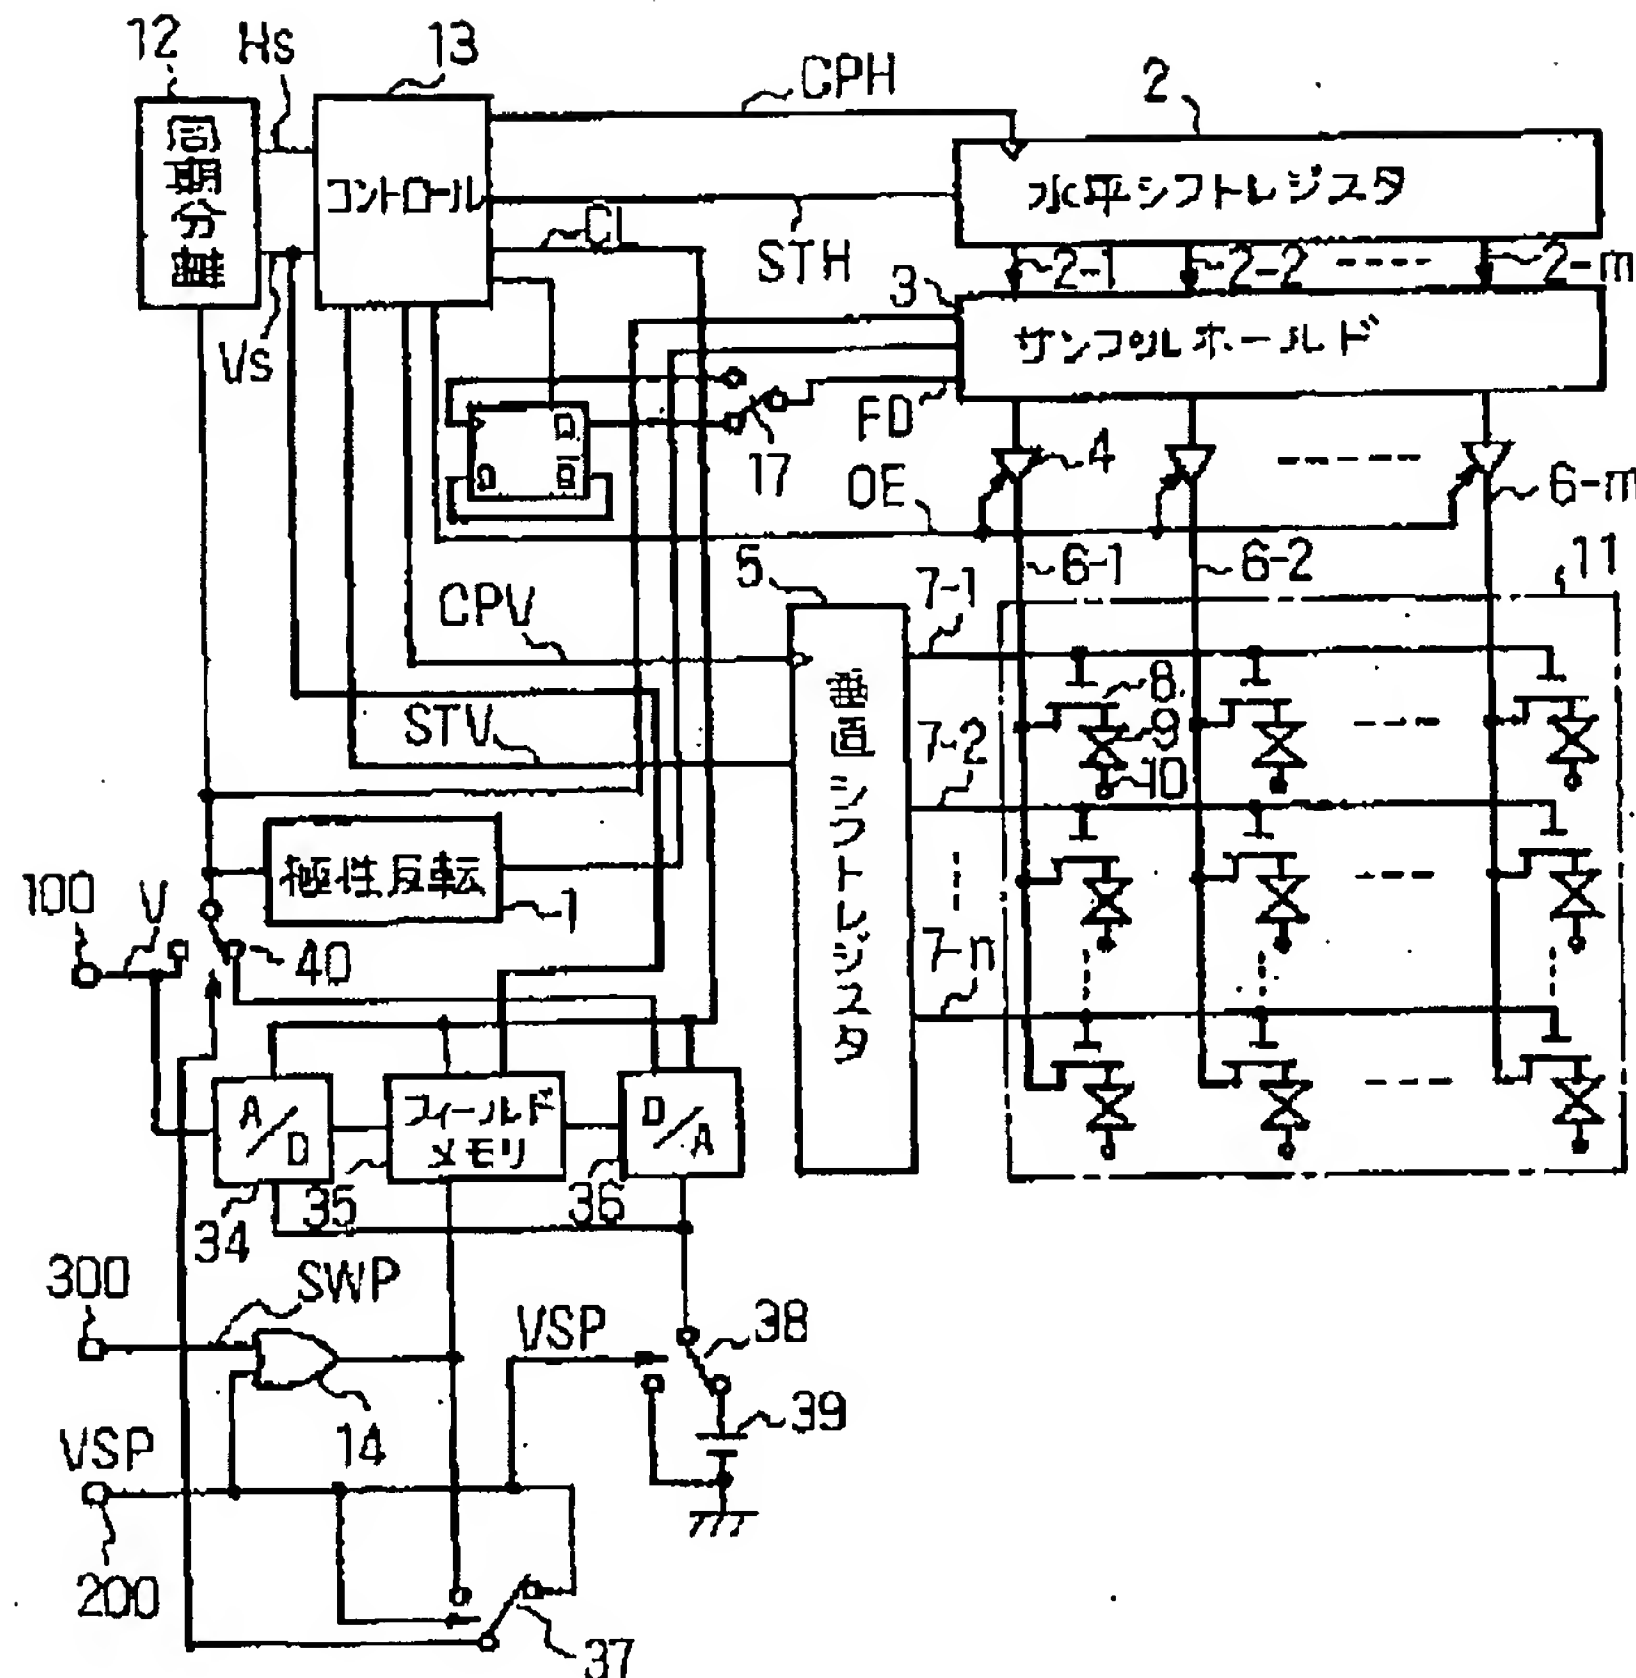 12
Hs
13
CPH
2
同期分離
コントロール
水平シフトレジスタ
CL
STH
2-1
2-2
2-m
3
サンプルホールド
Vs
FD
Q
D
Q̅
17
OE
4
6-m
6-1
6-2
11
5
7-1
CPV
垂直シフトレジスタ
8
9
10
STV
7-2
極性反転
1
100
V
40
7-n
A/D
フィールドメモリ
D/A
34
35
36
300
SWP
VSP
38
14
39
VSP
200
37